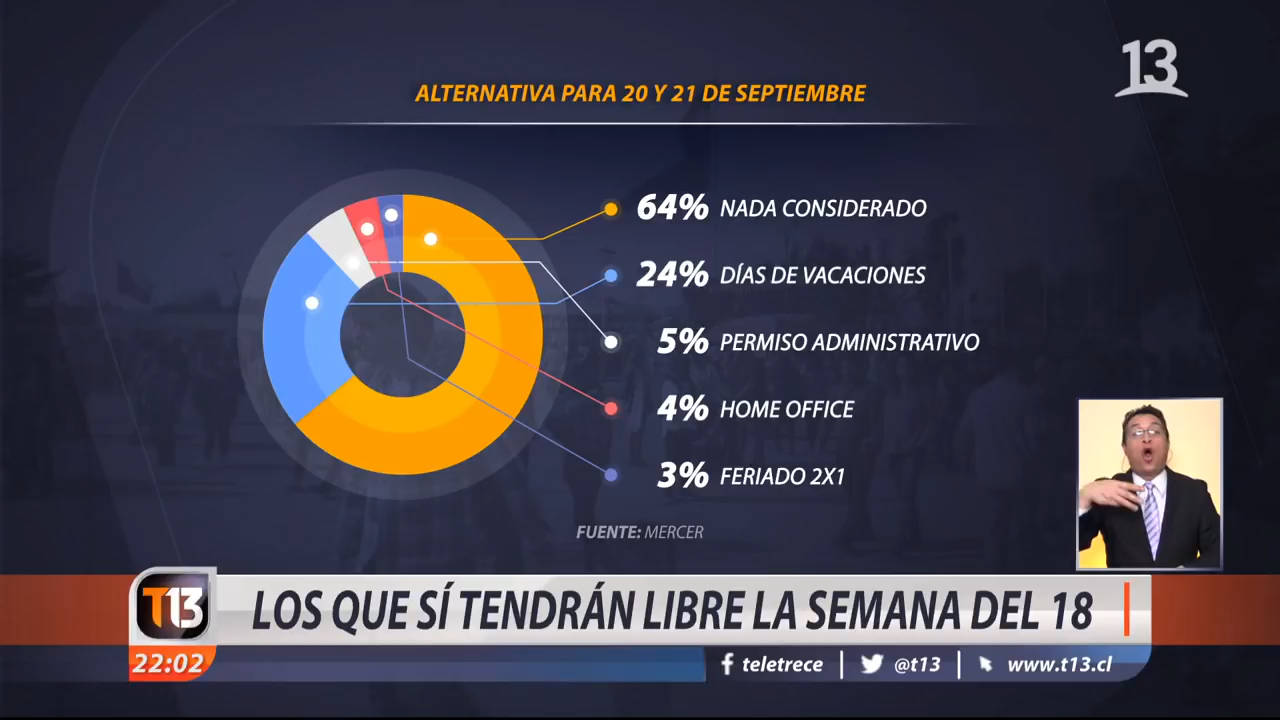 13
ALTERNATIVA PARA 20 Y 21 DE SEPTIEMBRE
64% NADA CONSIDERADO
24% DÍAS DE VACACIONES
5% PERMISO ADMINISTRATIVO
4% HOME OFFICE
3% FERIADO 2X1
FUENTE: MERCER
T13
LOS QUE SÍ TENDRÁN LIBRE LA SEMANA DEL 18
22:02
teletrece
@t13
www.t13.cl